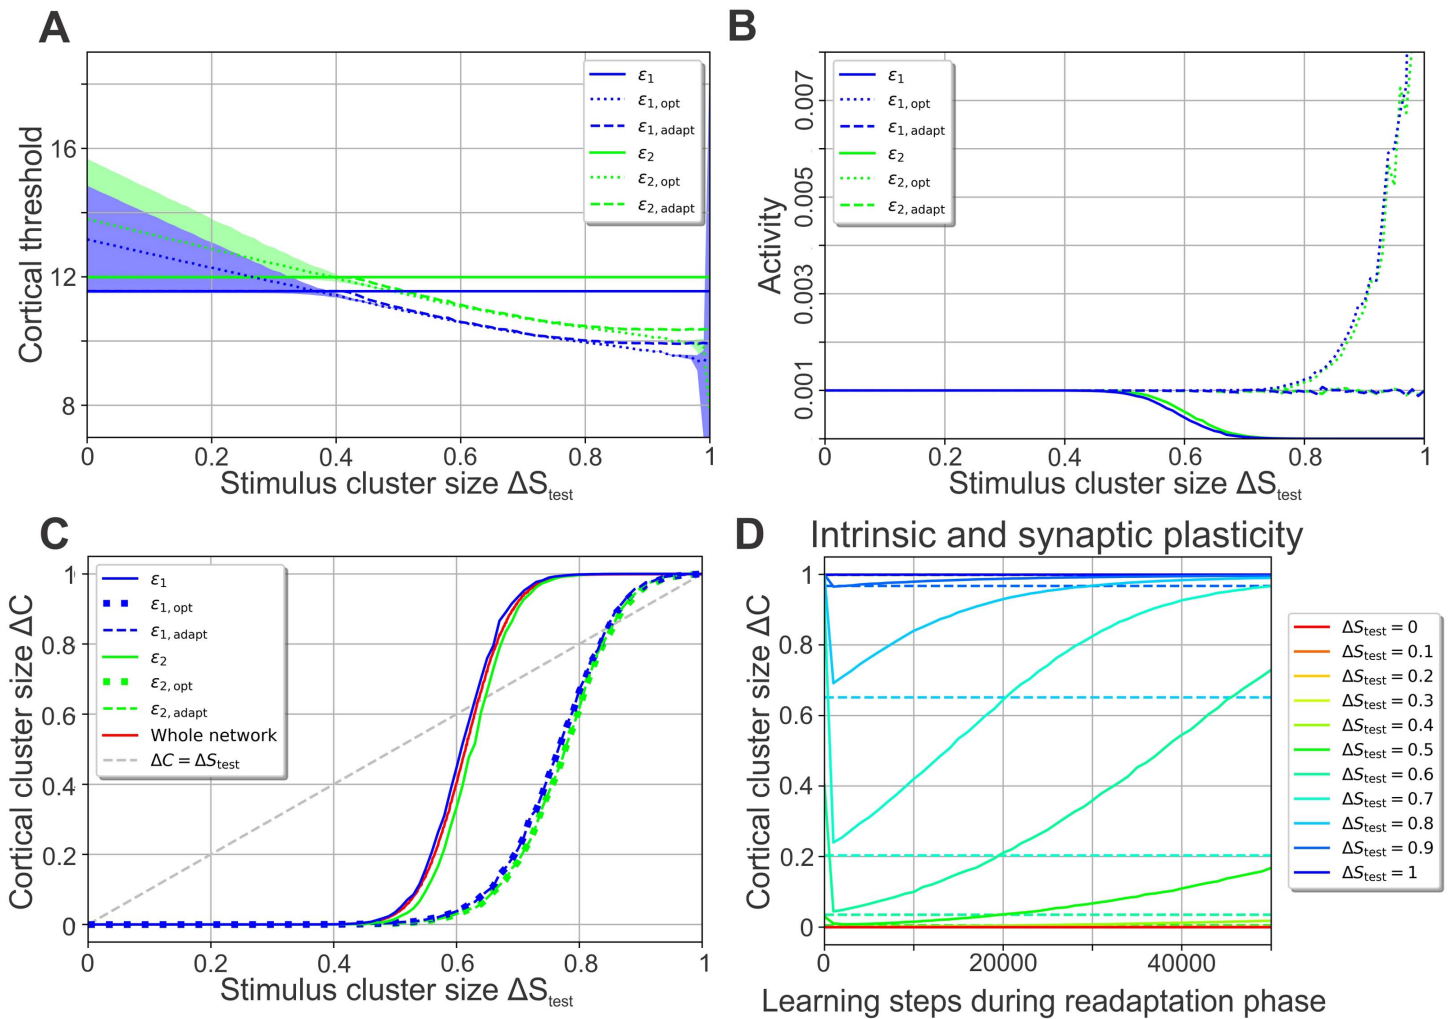 A
Cortical threshold
16
12
8
0
0.2
0.4
0.6
0.8
1
Stimulus cluster size ΔS_test
ε₁
ε₁,opt
ε₁,adapt
ε₂
ε₂,opt
ε₂,adapt
B
Activity
0.007
0.005
0.003
0.001
0
0.2
0.4
0.6
0.8
1
Stimulus cluster size ΔS_test
ε₁
ε₁,opt
ε₁,adapt
ε₂
ε₂,opt
ε₂,adapt
C
Cortical cluster size ΔC
1
0.8
0.6
0.4
0.2
0
0
0.2
0.4
0.6
0.8
1
Stimulus cluster size ΔS_test
ε₁
ε₁,opt
ε₁,adapt
ε₂
ε₂,opt
ε₂,adapt
Whole network
ΔC = ΔS_test
D
Intrinsic and synaptic plasticity
Cortical cluster size ΔC
1
0.8
0.6
0.4
0.2
0
0
20000
40000
Learning steps during readaptation phase
ΔS_test = 0
ΔS_test = 0.1
ΔS_test = 0.2
ΔS_test = 0.3
ΔS_test = 0.4
ΔS_test = 0.5
ΔS_test = 0.6
ΔS_test = 0.7
ΔS_test = 0.8
ΔS_test = 0.9
ΔS_test = 1